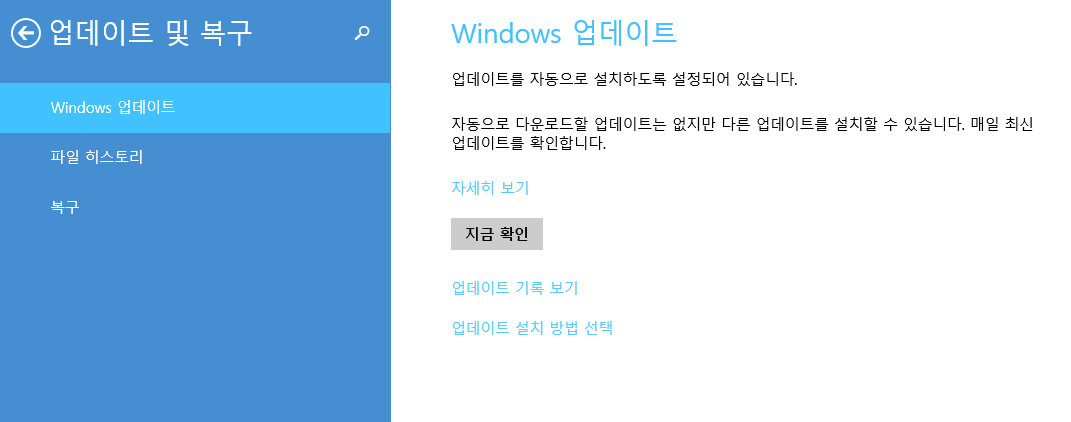 업데이트 및 복구
Windows 업데이트
파일 히스토리
복구
Windows 업데이트
업데이트를 자동으로 설치하도록 설정되어 있습니다.
자동으로 다운로드할 업데이트는 없지만 다른 업데이트를 설치할 수 있습니다. 매일 최신
업데이트를 확인합니다.
자세히 보기
지금 확인
업데이트 기록 보기
업데이트 설치 방법 선택